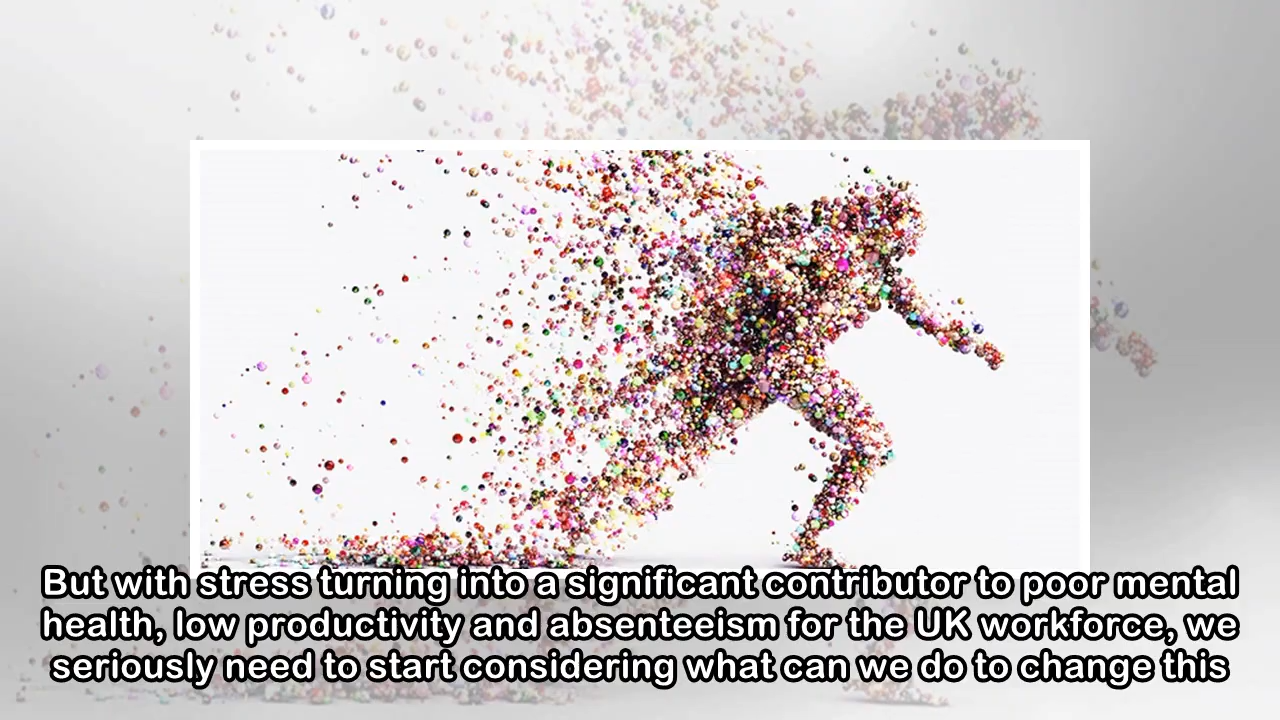 But with stress turning into a significant contributor to poor mental
health, low productivity and absenteeism for the UK workforce, we
seriously need to start considering what can we do to change this